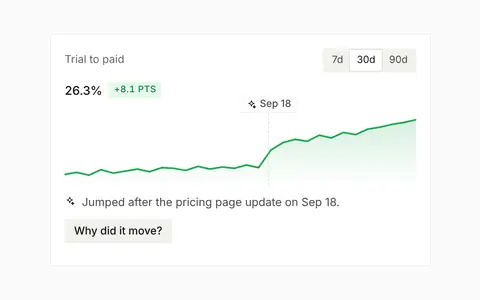 Trial to paid
7d 30d 90d
26.3% +8.1 PTS
Sep 18
Jumped after the pricing page update on Sep 18.
Why did it move?